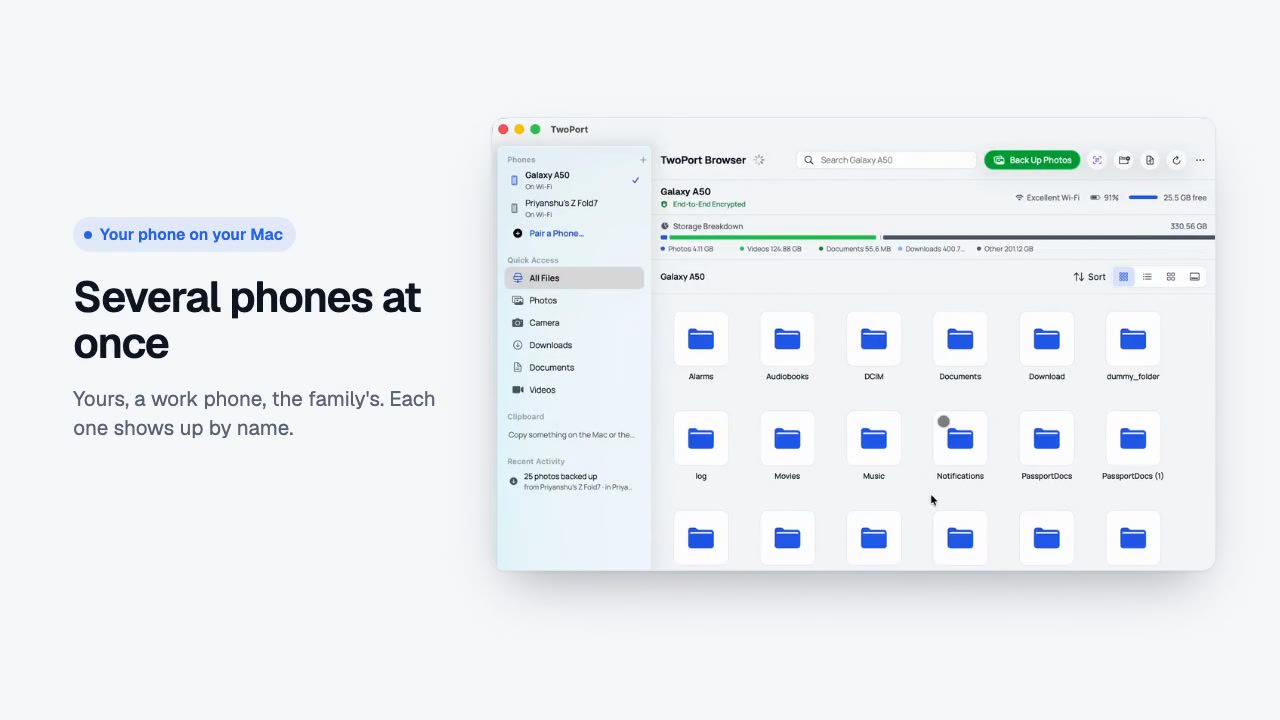 Your phone on your Mac
Several phones at
once
Yours, a work phone, the family's. Each
one shows up by name.
TwoPort
Phones
Galaxy A50
On Wi-Fi
Priyanshu's Z Fold7
On Wi-Fi
Pair a Phone...
Quick Access
All Files
Photos
Camera
Downloads
Documents
Videos
Clipboard
Copy something on the Mac or the...
Recent Activity
25 photos backed up
from Priyanshu's Z Fold7 · in Priya...
TwoPort Browser
Search Galaxy A50
Back Up Photos
Galaxy A50
End-to-End Encrypted
Excellent Wi-Fi
91%
25.5 GB free
Storage Breakdown
330.56 GB
Photos 4.11 GB
Videos 124.88 GB
Documents 55.6 MB
Downloads 400.7...
Other 201.12 GB
Galaxy A50
Sort
Alarms
Audiobooks
DCIM
Documents
Download
dummy_folder
log
Movies
Music
Notifications
PassportDocs
PassportDocs (1)